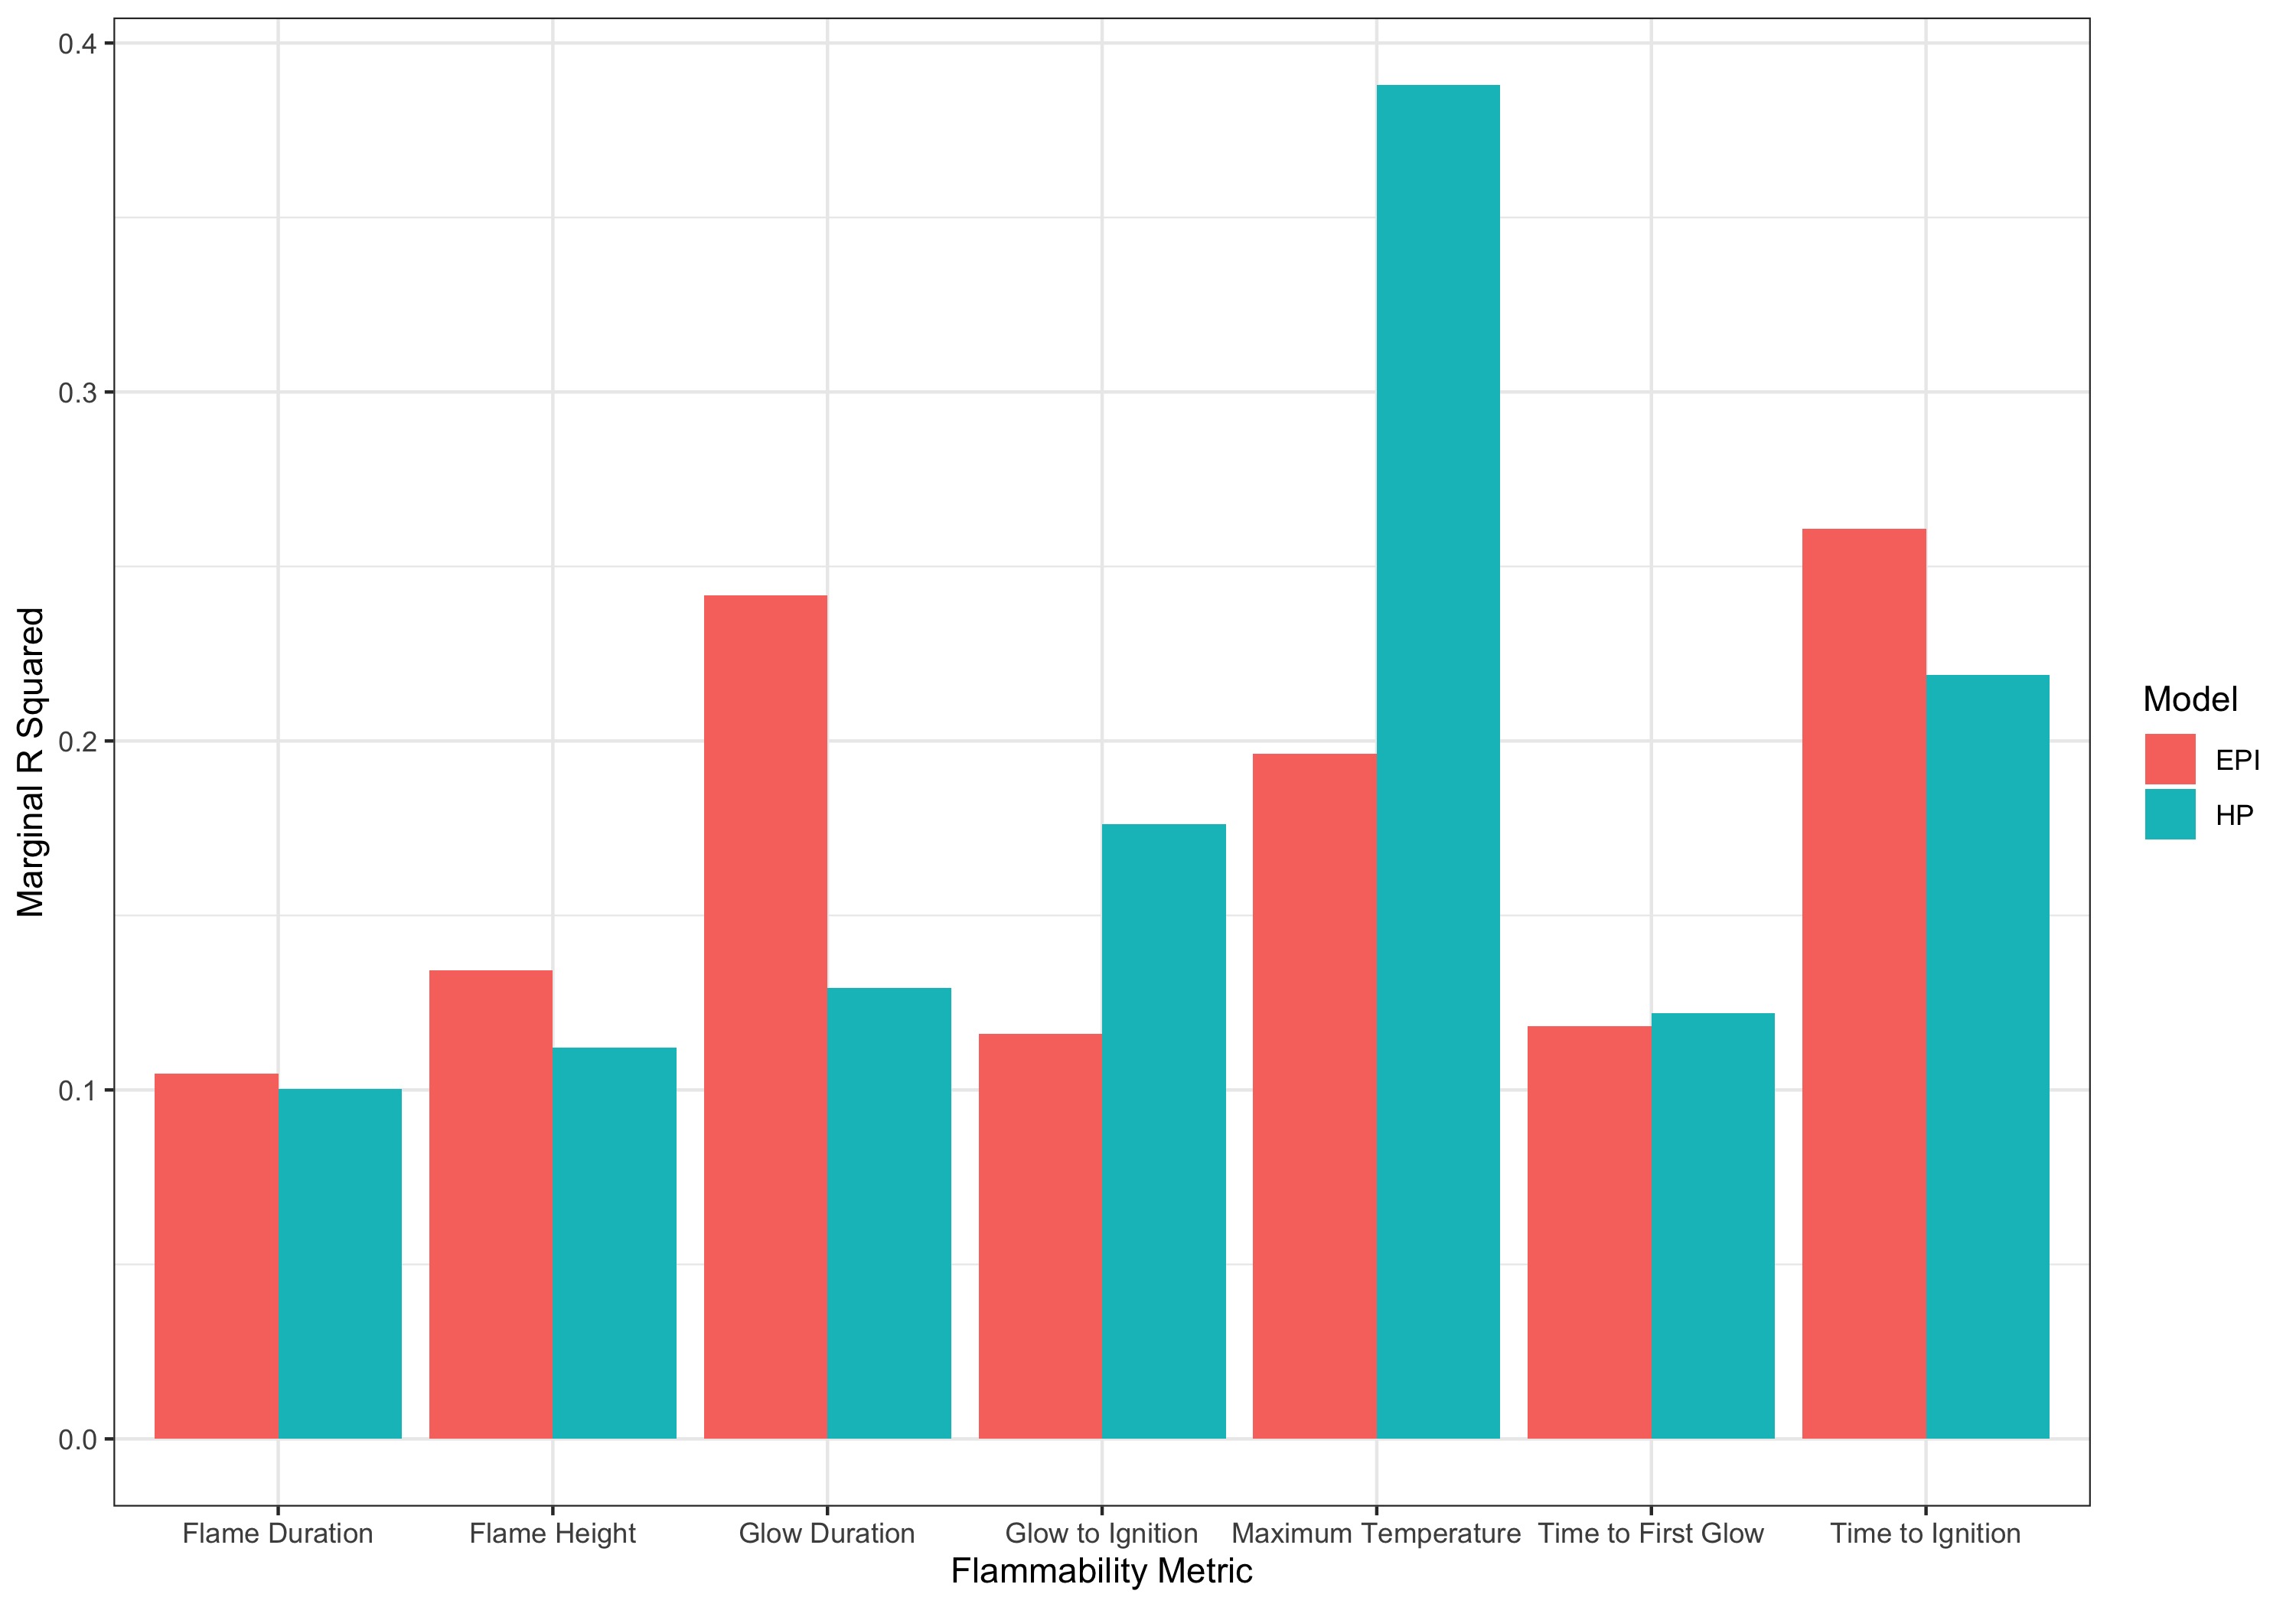 Marginal R Squared
0.4
0.3
0.2
0.1
0.0
Flame Duration
Flame Height
Glow Duration
Glow to Ignition
Maximum Temperature
Time to First Glow
Time to Ignition
Flammability Metric
Model
EPI
HP